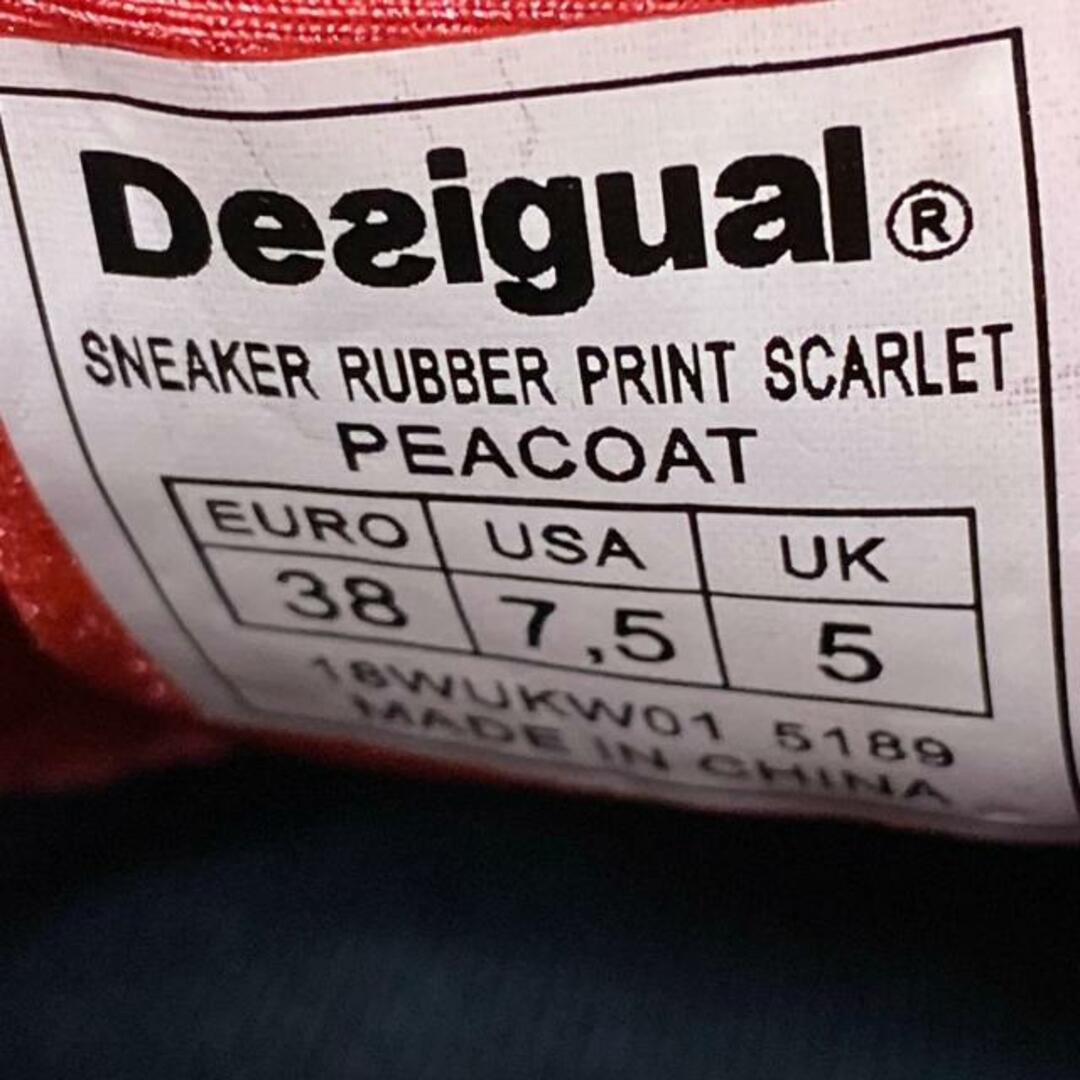 Desigual®
SNEAKER RUBBER PRINT SCARLET
PEACOAT
EURO USA UK
38 7,5 5
18WUKW01 5189
MADE IN CHINA